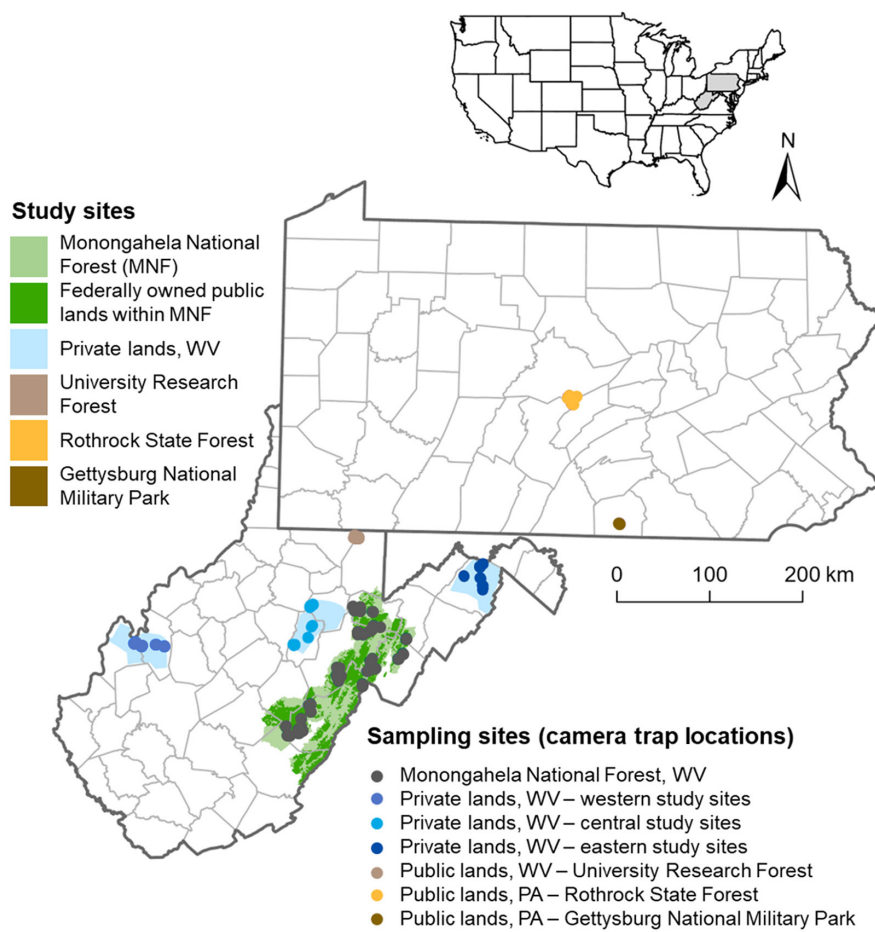 N
Study sites
Monongahela National
Forest (MNF)
Federally owned public
lands within MNF
Private lands, WV
University Research
Forest
Rothrock State Forest
Gettysburg National
Military Park
0 100 200 km
Sampling sites (camera trap locations)
Monongahela National Forest, WV
Private lands, WV – western study sites
Private lands, WV – central study sites
Private lands, WV – eastern study sites
Public lands, WV – University Research Forest
Public lands, PA – Rothrock State Forest
Public lands, PA – Gettysburg National Military Park